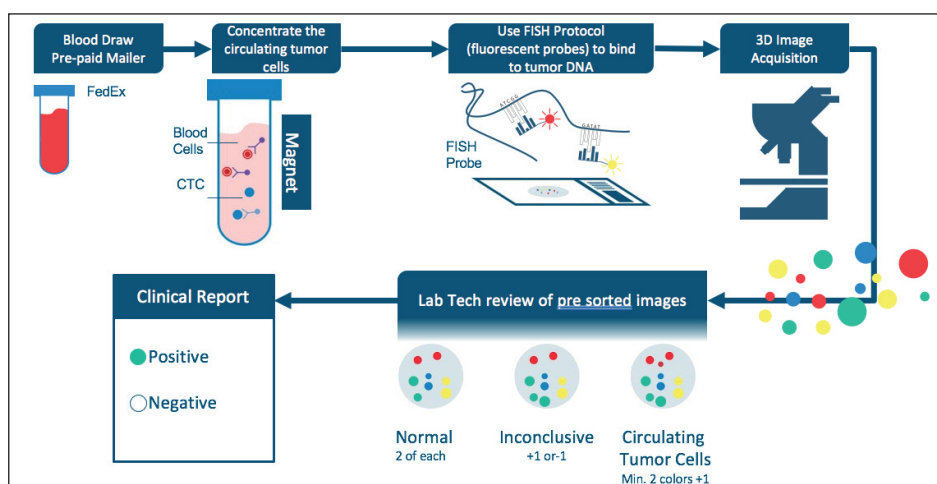 Blood Draw
Pre-paid Mailer
Concentrate the
circulating tumor
cells
Use FISH Protocol
(fluorescent probes) to bind
to tumor DNA
3D Image
Acquisition
FedEx
Blood
Cells
CTC
Magnet
ATCGG
GATAT
FISH
Probe
Clinical Report
Positive
Negative
Lab Tech review of pre sorted images
Normal
2 of each
Inconclusive
+1 or-1
Circulating
Tumor Cells
Min. 2 colors +1